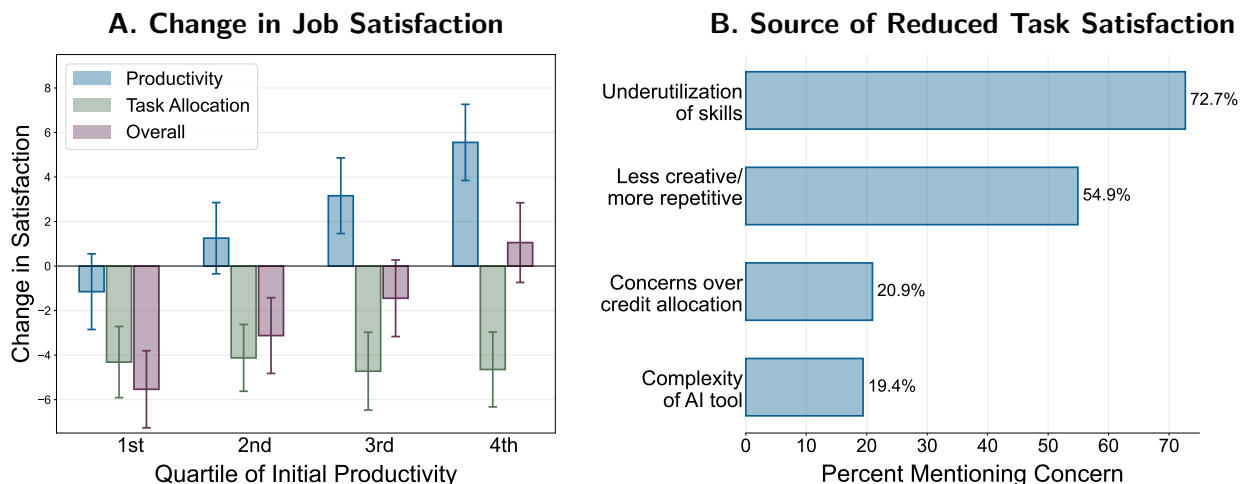 A. Change in Job Satisfaction
Productivity
Task Allocation
Overall
8
6
4
2
0
−2
−4
−6
Change in Satisfaction
1st 2nd 3rd 4th
Quartile of Initial Productivity
B. Source of Reduced Task Satisfaction
Underutilization
of skills
72.7%
Less creative/
more repetitive
54.9%
Concerns over
credit allocation
20.9%
Complexity
of AI tool
19.4%
0 10 20 30 40 50 60 70
Percent Mentioning Concern